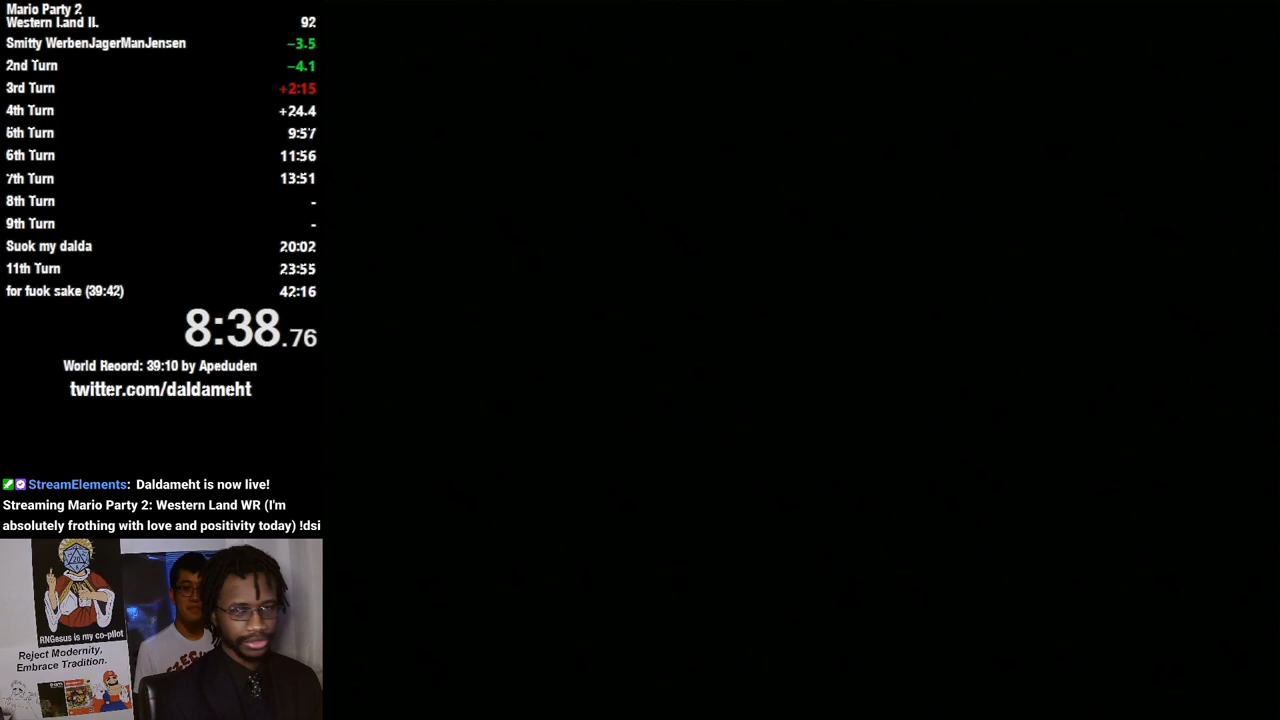 Mario Party 2
Western Land II. 92
Smitty WerbenJagerManJensen −3.5
2nd Turn −4.1
3rd Turn +2:15
4th Turn +24.4
5th Turn 9:57
6th Turn 11:56
7th Turn 13:51
8th Turn -
9th Turn -
Suck my dalda 20:02
11th Turn 23:55
for fuck sake (39:42) 42:16
8:38.76
World Record: 39:10 by Apeduden
twitter.com/daldameht
StreamElements: Daldameht is now live!
Streaming Mario Party 2: Western Land WR (I'm
absolutely frothing with love and positivity today) !dsi
20
RNGesus is my co-pilot
Reject Modernity,
Embrace Tradition.